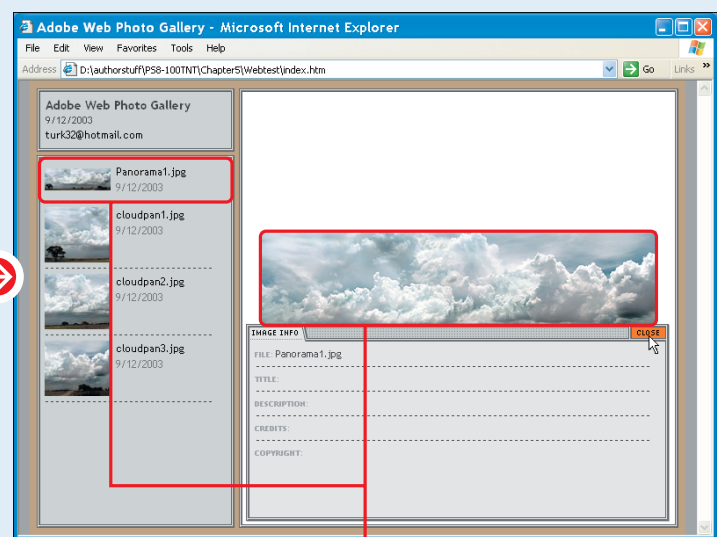 Adobe Web Photo Gallery - Microsoft Internet Explorer
File Edit View Favorites Tools Help
Address D:\authorstuff\PS8-100TNT\Chapter5\Webtest\index.htm Go Links »
Adobe Web Photo Gallery
9/12/2003
turk32@hotmail.com
Panorama1.jpg
9/12/2003
cloudpan1.jpg
9/12/2003
cloudpan2.jpg
9/12/2003
cloudpan3.jpg
9/12/2003
IMAGE INFO CLOSE
FILE: Panorama1.jpg
TITLE:
DESCRIPTION:
CREDITS:
COPYRIGHT: